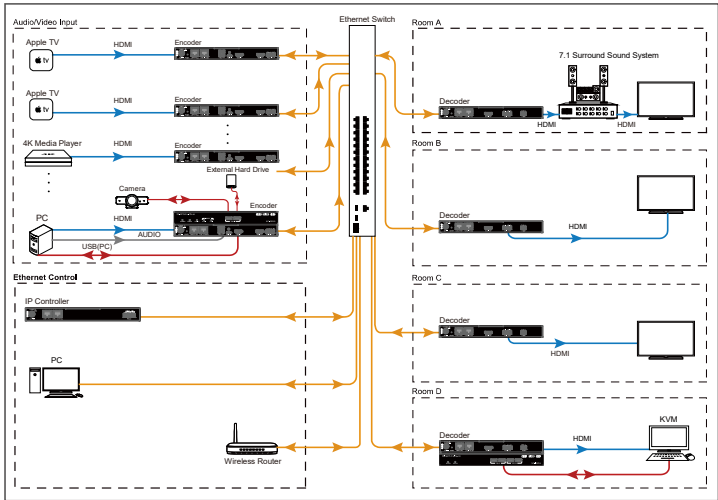 Audio/Video Input
Apple TV
HDMI
Encoder
tv
Apple TV
HDMI
Encoder
tv
4K Media Player
HDMI
Encoder
External Hard Drive
Camera
Encoder
PC
HDMI
AUDIO
USB(PC)
Ethernet Switch
Ethernet Control
IP Controller
PC
Wireless Router
Room A
7.1 Surround Sound System
Decoder
HDMI
HDMI
Room B
Decoder
HDMI
Room C
Decoder
HDMI
Room D
Decoder
HDMI
KVM